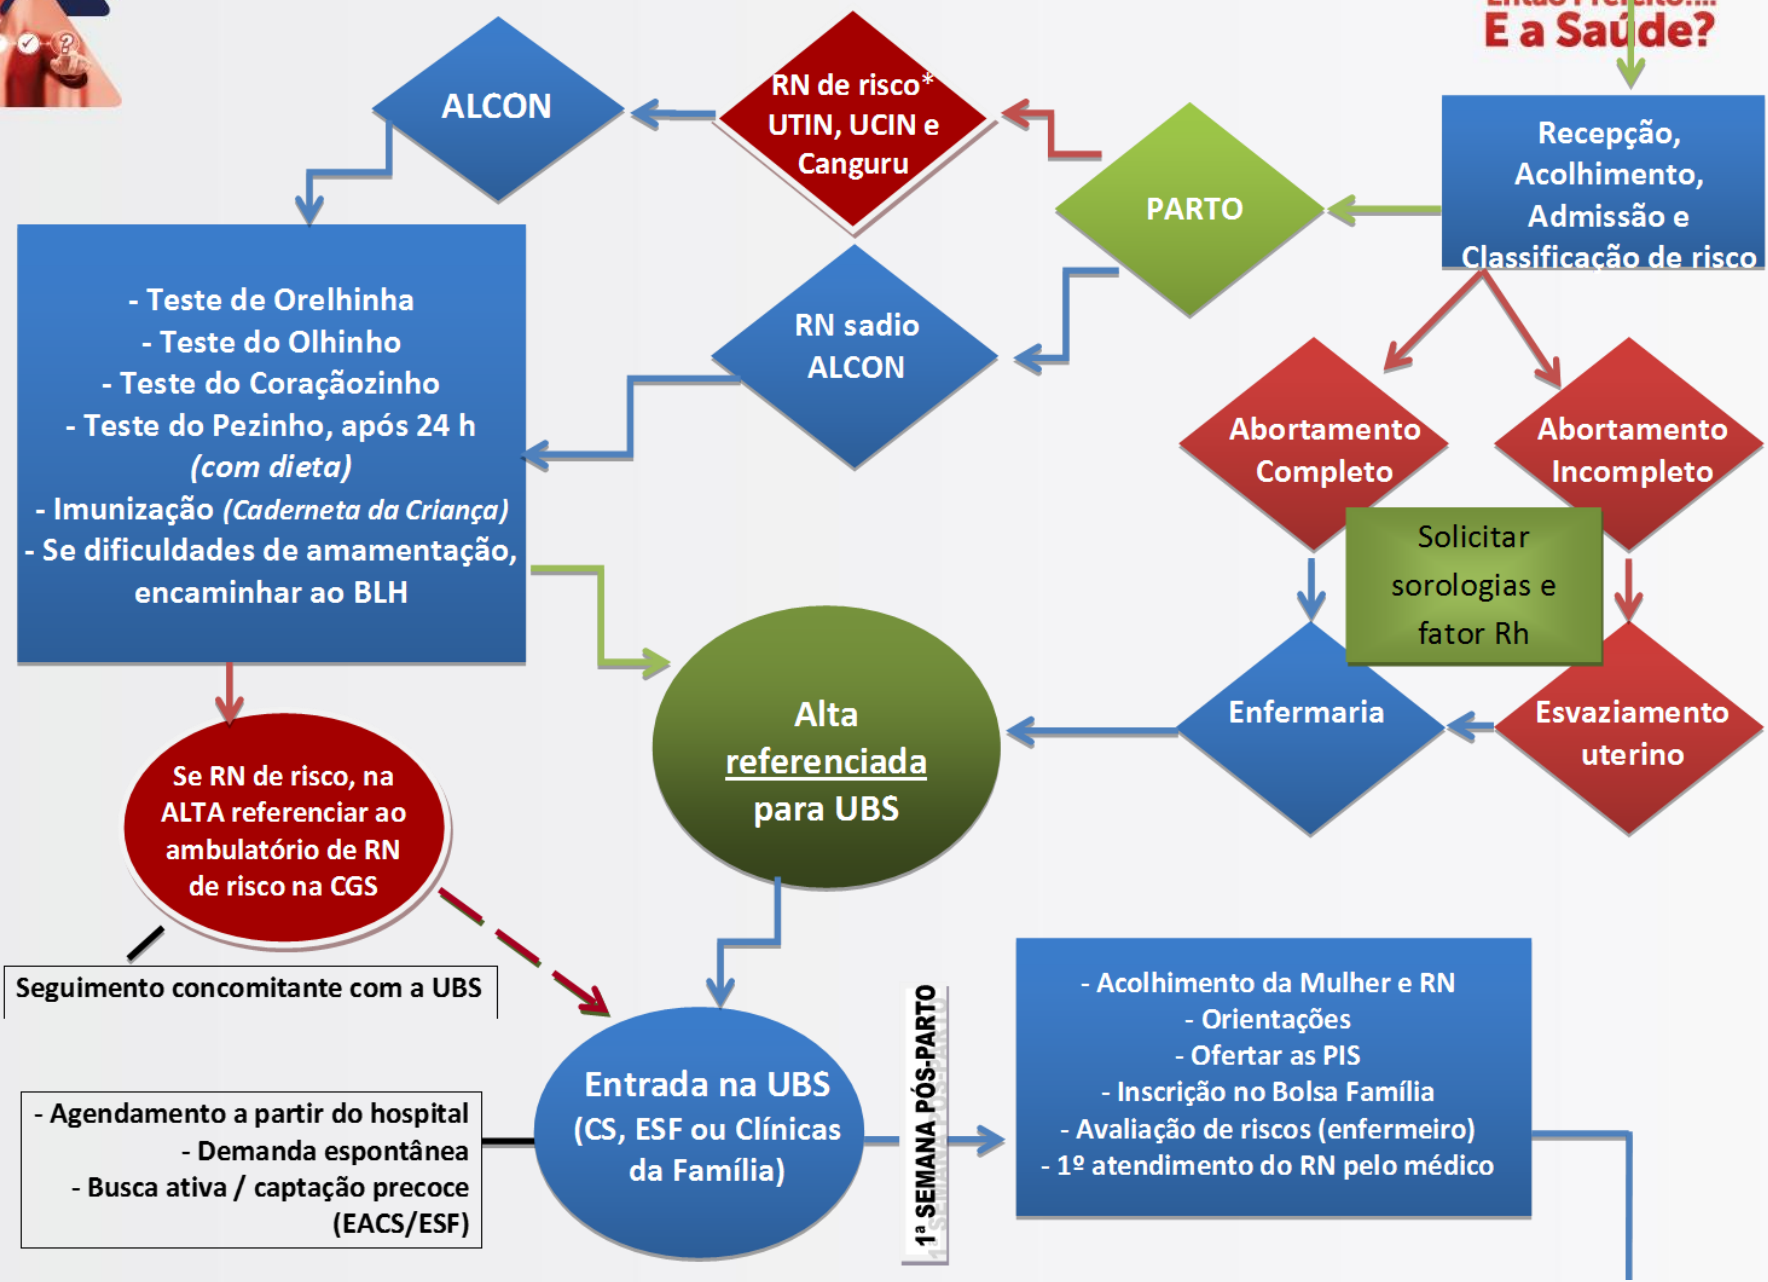 Então Prefeito!...
E a Saúde?
ALCON
RN de risco*
UTIN, UCIN e
Canguru
PARTO
Recepção,
Acolhimento,
Admissão e
Classificação de risco
- Teste de Orelhinha
- Teste do Olhinho
- Teste do Coraçãozinho
- Teste do Pezinho, após 24 h
(com dieta)
- Imunização (Caderneta da Criança)
- Se dificuldades de amamentação,
encaminhar ao BLH
RN sadio
ALCON
Abortamento
Completo
Abortamento
Incompleto
Solicitar
sorologias e
fator Rh
Enfermaria
Esvaziamento
uterino
Alta
referenciada
para UBS
Se RN de risco, na
ALTA referenciar ao
ambulatório de RN
de risco na CGS
Seguimento concomitante com a UBS
- Agendamento a partir do hospital
- Demanda espontânea
- Busca ativa / captação precoce
(EACS/ESF)
Entrada na UBS
(CS, ESF ou Clínicas
da Família)
1ª SEMANA PÓS-PARTO
- Acolhimento da Mulher e RN
- Orientações
- Ofertar as PIS
- Inscrição no Bolsa Família
- Avaliação de riscos (enfermeiro)
- 1º atendimento do RN pelo médico